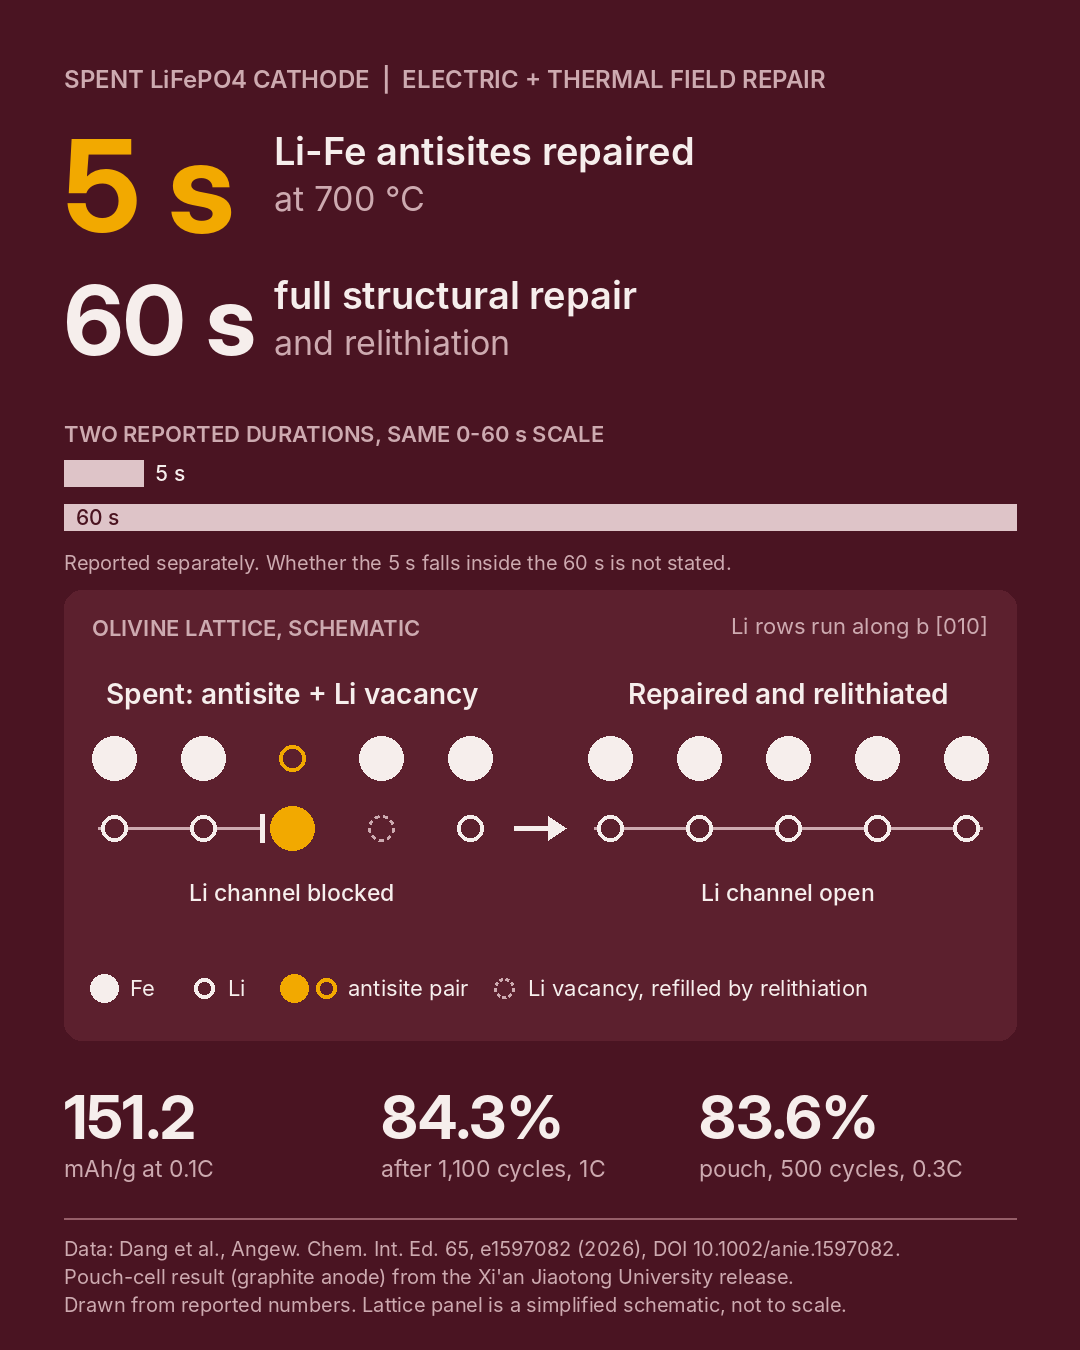 SPENT LiFePO4 CATHODE | ELECTRIC + THERMAL FIELD REPAIR
5 s
Li-Fe antisites repaired
at 700 °C
60 s
full structural repair
and relithiation
TWO REPORTED DURATIONS, SAME 0-60 s SCALE
5 s
60 s
Reported separately. Whether the 5 s falls inside the 60 s is not stated.
OLIVINE LATTICE, SCHEMATIC
Li rows run along b [010]
Spent: antisite + Li vacancy
Repaired and relithiated
Li channel blocked
Li channel open
Fe
Li
antisite pair
Li vacancy, refilled by relithiation
151.2
mAh/g at 0.1C
84.3%
after 1,100 cycles, 1C
83.6%
pouch, 500 cycles, 0.3C
Data: Dang et al., Angew. Chem. Int. Ed. 65, e1597082 (2026), DOI 10.1002/anie.1597082.
Pouch-cell result (graphite anode) from the Xi'an Jiaotong University release.
Drawn from reported numbers. Lattice panel is a simplified schematic, not to scale.